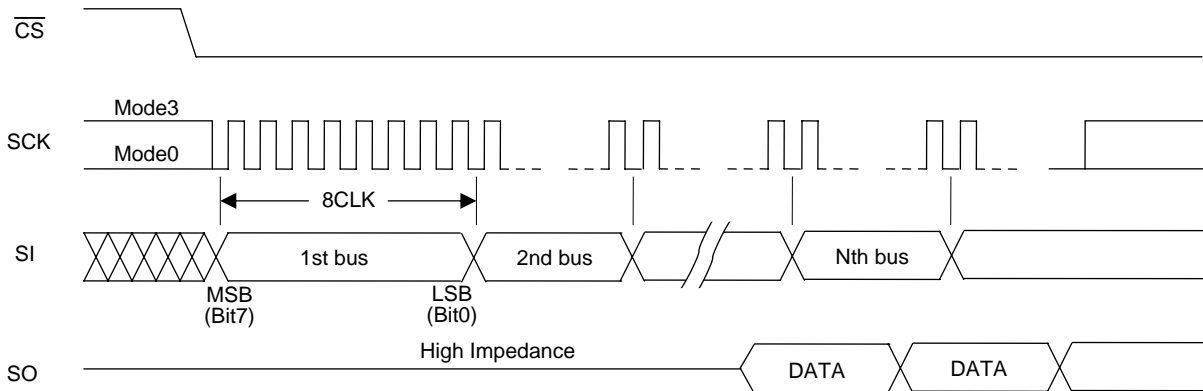 CS
Mode3
SCK
Mode0
8CLK
SI
1st bus
2nd bus
Nth bus
MSB
(Bit7)
LSB
(Bit0)
High Impedance
SO
DATA
DATA